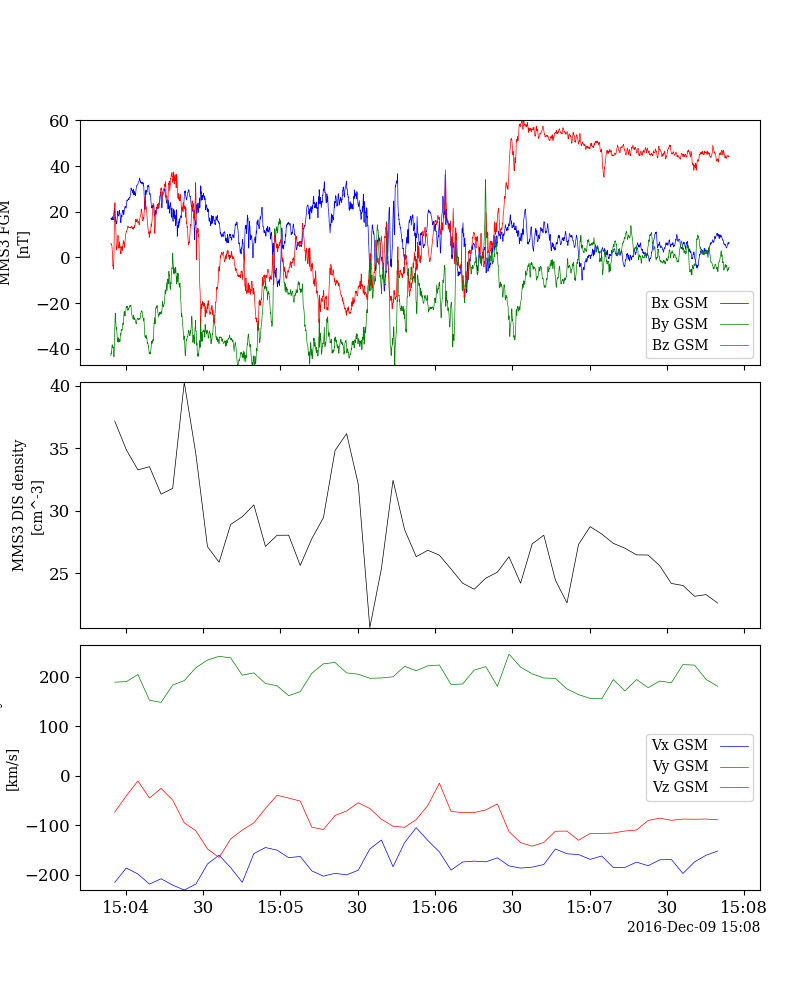 60
40
20
0
−20
−40
MMS3 FGM
[nT]
Bx GSM
By GSM
Bz GSM
40
35
30
25
MMS3 DIS density
[cm^-3]
200
100
0
−100
−200
[km/s]
Vx GSM
Vy GSM
Vz GSM
15:04 30 15:05 30 15:06 30 15:07 30 15:08
2016-Dec-09 15:08